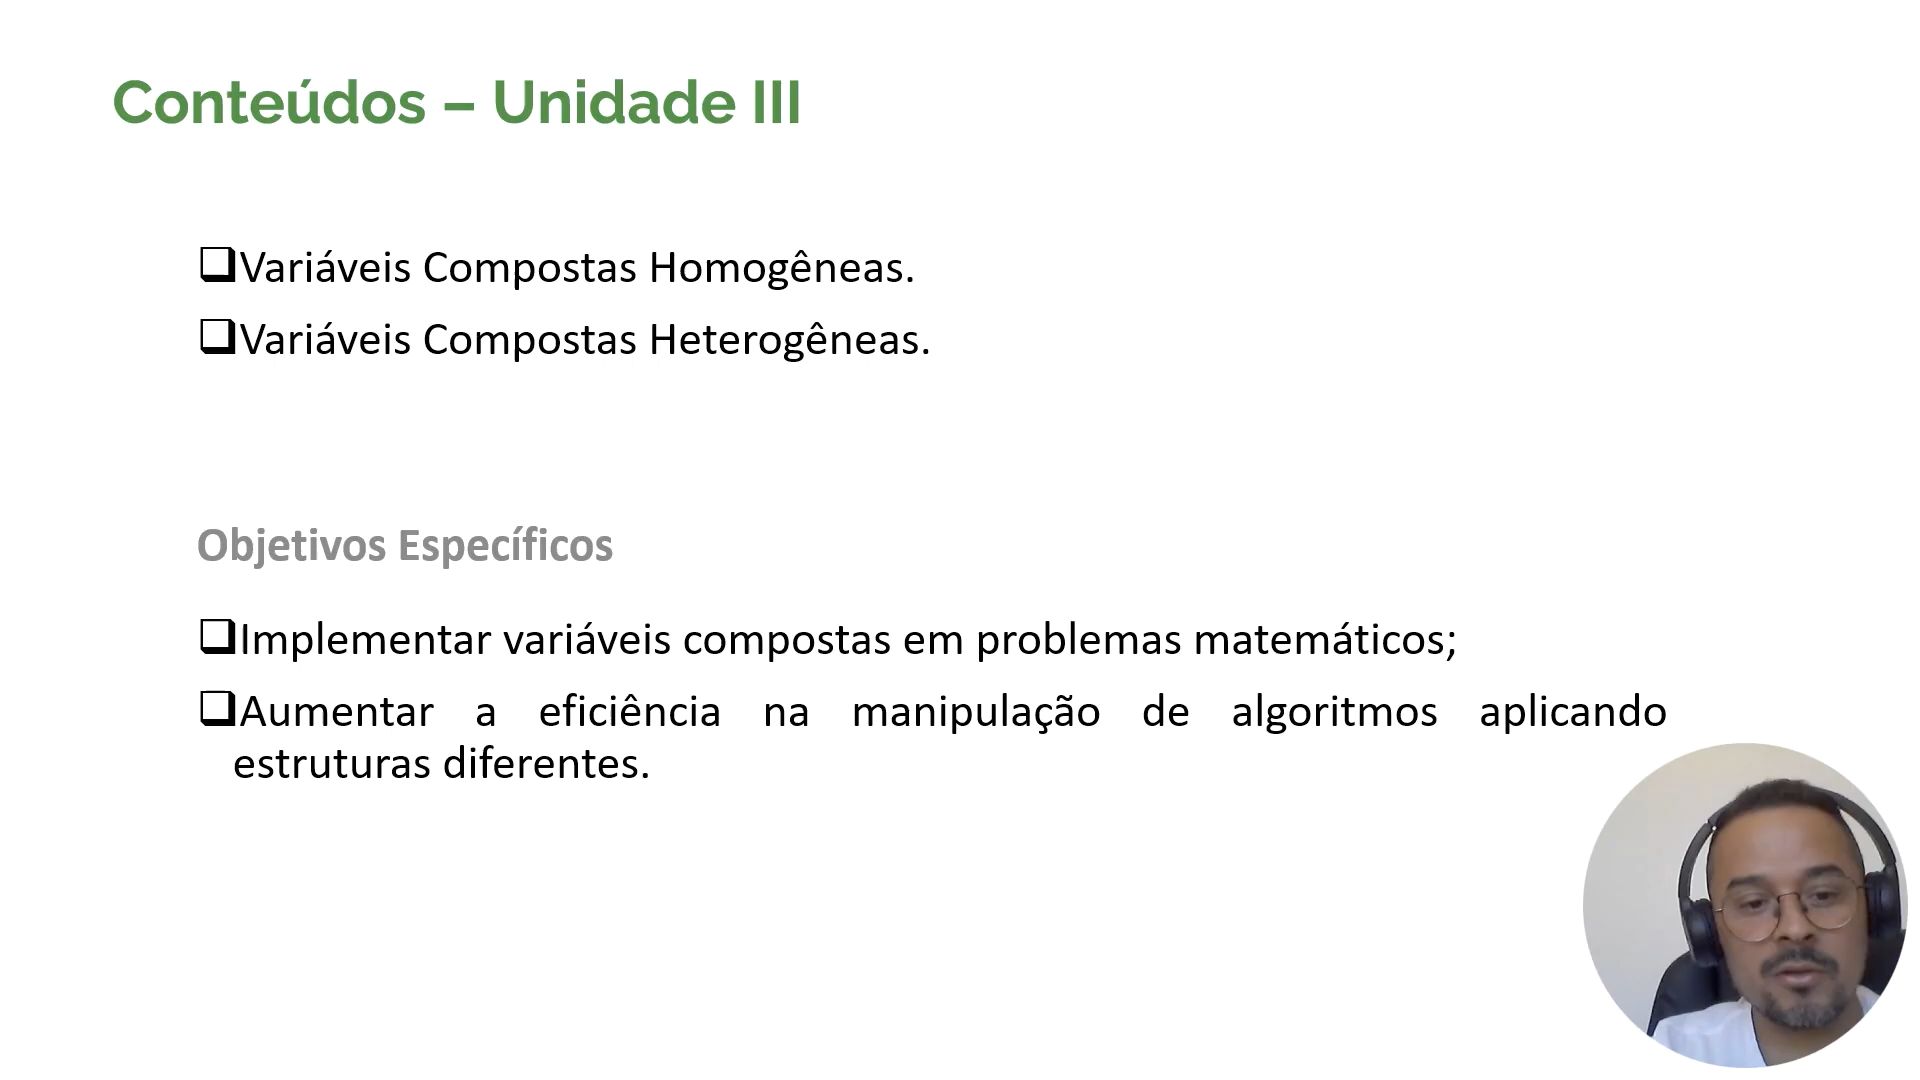 Conteúdos – Unidade III
Variáveis Compostas Homogêneas.
Variáveis Compostas Heterogêneas.
Objetivos Específicos
Implementar variáveis compostas em problemas matemáticos;
Aumentar a eficiência na manipulação de algoritmos aplicando
estruturas diferentes.